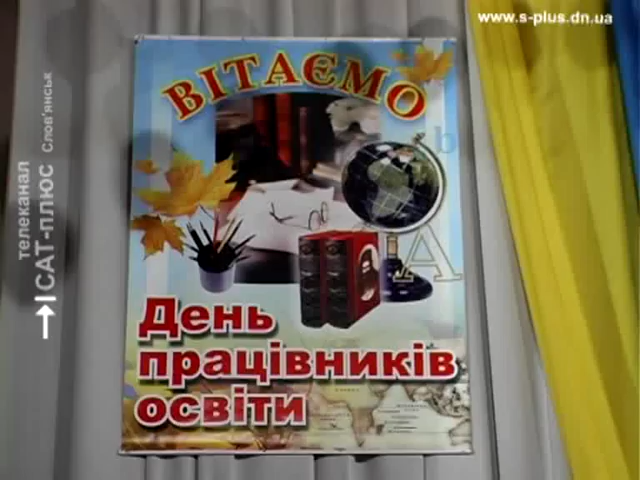 www.s-plus.dn.ua
ВІТАЄМО
b
А
День
працівників
освіти
телеканал
САТ-плюс Слов'янськ